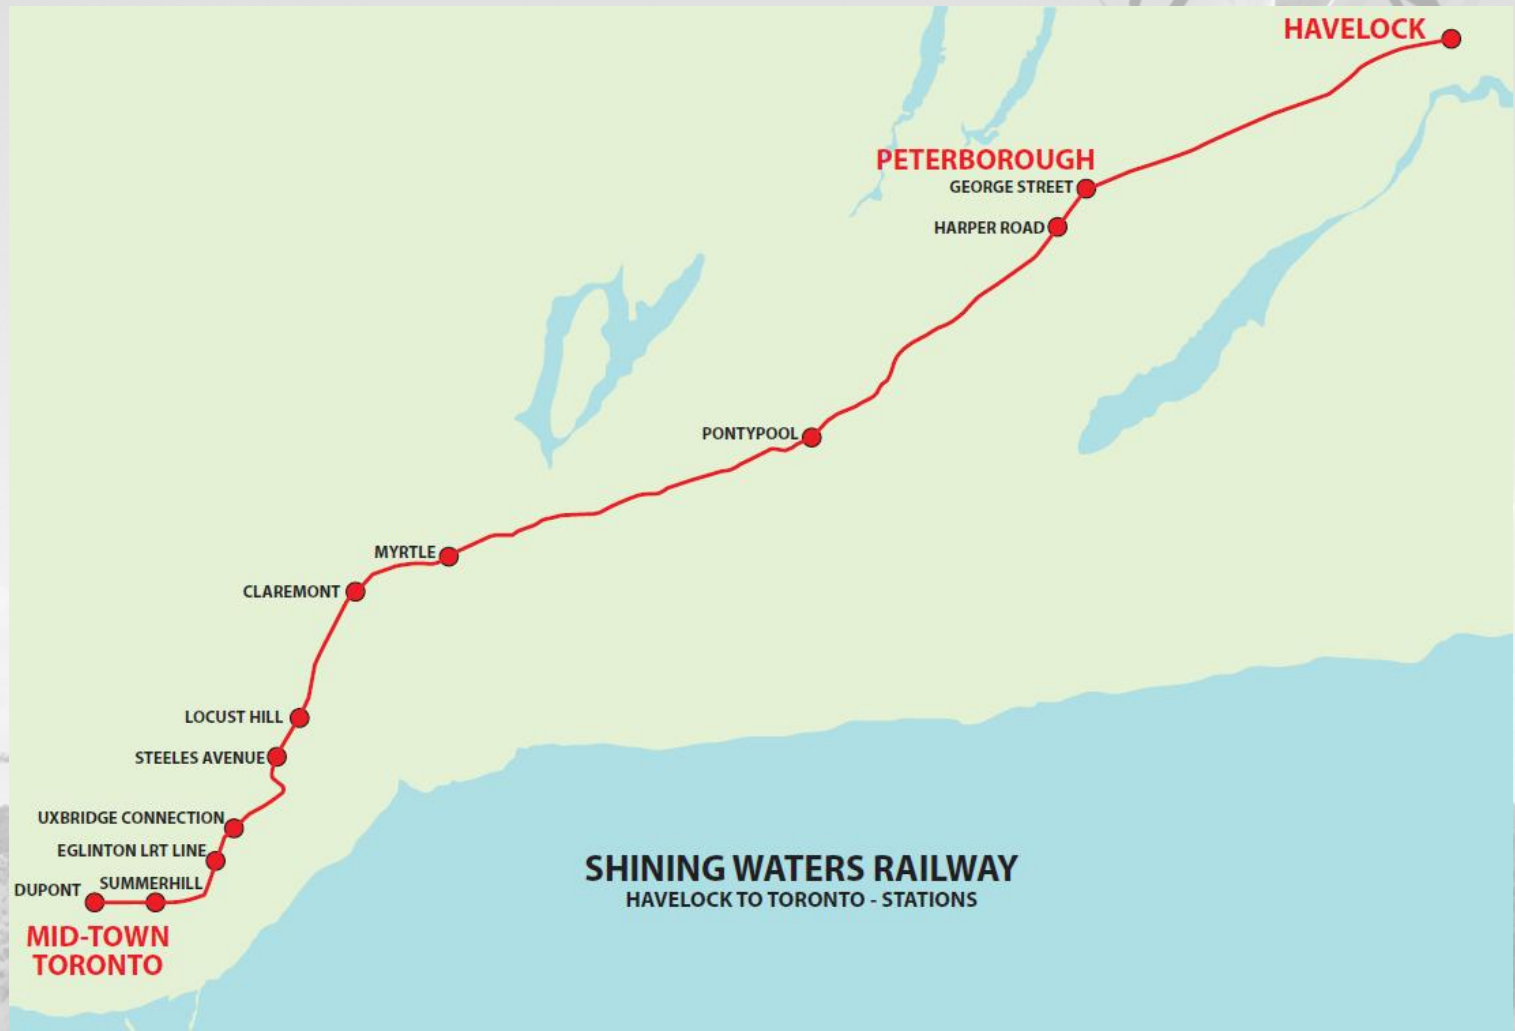 HAVELOCK
PETERBOROUGH
GEORGE STREET
HARPER ROAD
PONTYPOOL
MYRTLE
CLAREMONT
LOCUST HILL
STEELES AVENUE
UXBRIDGE CONNECTION
EGLINTON LRT LINE
SUMMERHILL
DUPONT
MID-TOWN
TORONTO
SHINING WATERS RAILWAY
HAVELOCK TO TORONTO - STATIONS